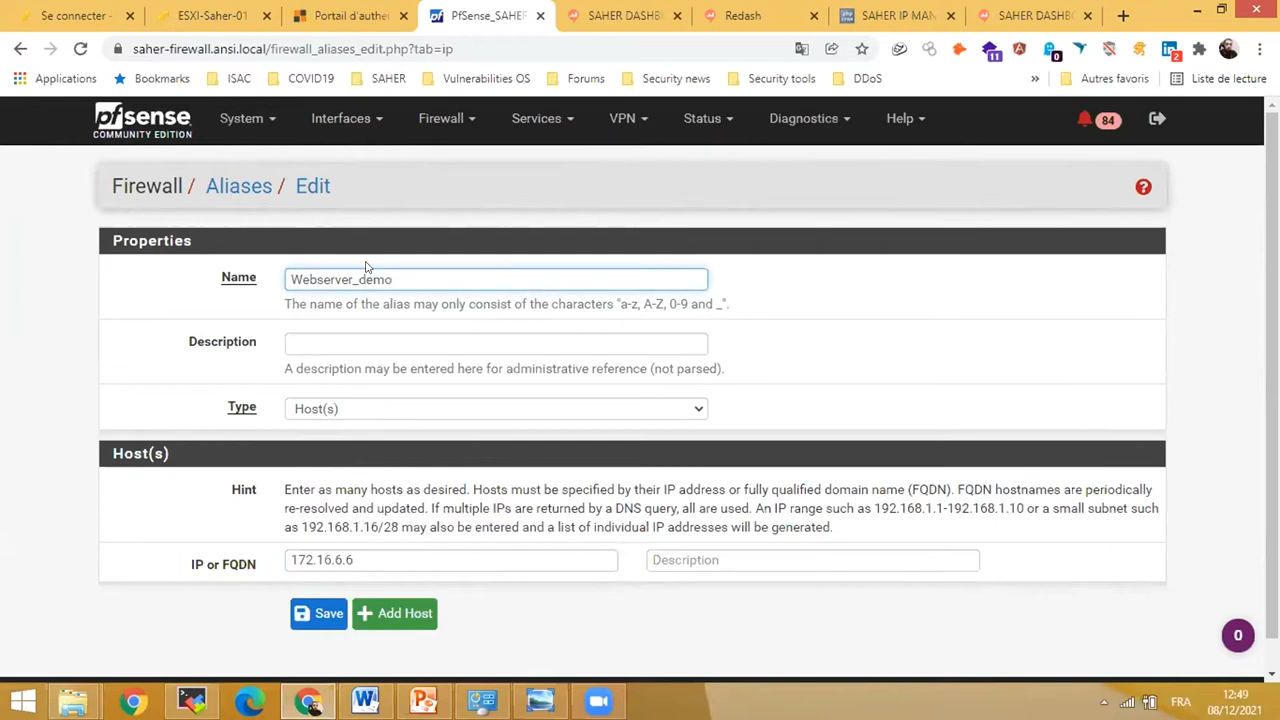 Se connecter -
ESXI-Saher-01
Portail d'authe
PfSense_SAHER
SAHER DASHB
Redash
SAHER IP MAN
SAHER DASHBO
saher-firewall.ansi.local/firewall_aliases_edit.php?tab=ip
11
0
2
Applications
Bookmarks
ISAC
COVID19
SAHER
Vulnerabilities OS
Forums
Security news
Security tools
DDoS
»
Autres favoris
Liste de lecture
pfsense
COMMUNITY EDITION
System
Interfaces
Firewall
Services
VPN
Status
Diagnostics
Help
84
Firewall / Aliases / Edit
Properties
Name
Webserver_demo
The name of the alias may only consist of the characters "a-z, A-Z, 0-9 and _".
Description
A description may be entered here for administrative reference (not parsed).
Type
Host(s)
Host(s)
Hint
Enter as many hosts as desired. Hosts must be specified by their IP address or fully qualified domain name (FQDN). FQDN hostnames are periodically
re-resolved and updated. If multiple IPs are returned by a DNS query, all are used. An IP range such as 192.168.1.1-192.168.1.10 or a small subnet such
as 192.168.1.16/28 may also be entered and a list of individual IP addresses will be generated.
IP or FQDN
172.16.6.6
Description
Save
Add Host
0
FRA
12:49
08/12/2021